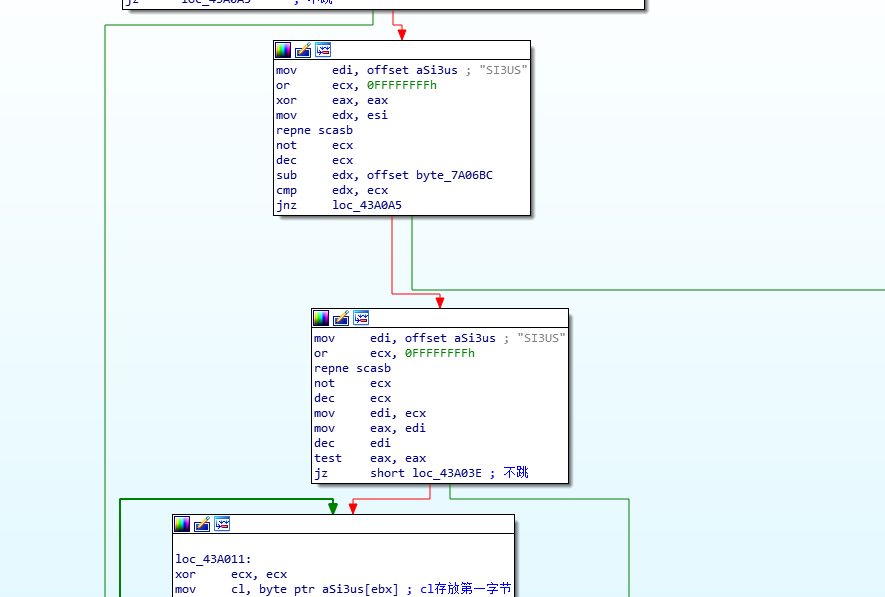 jz      loc_43A0A5      ; 不跳
mov     edi, offset aSi3us ; "SI3US"
or      ecx, 0FFFFFFFFh
xor     eax, eax
mov     edx, esi
repne scasb
not     ecx
dec     ecx
sub     edx, offset byte_7A06BC
cmp     edx, ecx
jnz     loc_43A0A5
mov     edi, offset aSi3us ; "SI3US"
or      ecx, 0FFFFFFFFh
repne scasb
not     ecx
dec     ecx
mov     edi, ecx
mov     eax, edi
dec     edi
test    eax, eax
jz      short loc_43A03E ; 不跳
loc_43A011:
xor     ecx, ecx
mov     cl, byte ptr aSi3us[ebx] ; cl存放第一字节